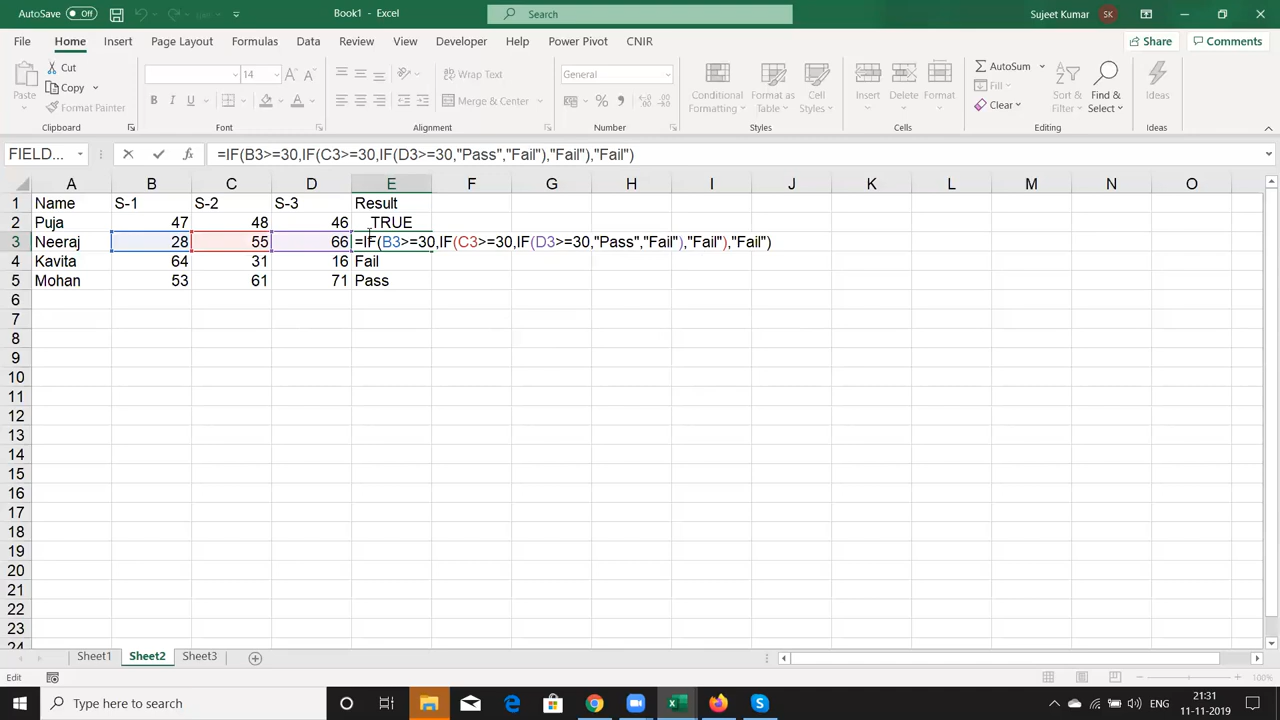 AutoSave Off Book1 - Excel Search Sujeet Kumar SK
File Home Insert Page Layout Formulas Data Review View Developer Help Power Pivot CNIR Share Comments
Cut
Copy
Format Painter
Paste
Clipboard
14
B I U
Font
Wrap Text
Merge & Center
Alignment
General
Number
Conditional Formatting
Format as Table
Cell Styles
Styles
Insert Delete Format
Cells
AutoSum
Fill
Clear
Sort & Filter
Find & Select
Editing
Ideas
Ideas
FIELD... fx =IF(B3>=30,IF(C3>=30,IF(D3>=30,"Pass","Fail"),"Fail"),"Fail")
A B C D E F G H I J K L M N O
1 Name S-1 S-2 S-3 Result
2 Puja 47 48 46 TRUE
3 Neeraj 28 55 66 =IF(B3>=30,IF(C3>=30,IF(D3>=30,"Pass","Fail"),"Fail"),"Fail")
4 Kavita 64 31 16 Fail
5 Mohan 53 61 71 Pass
6
7
8
9
10
11
12
13
14
15
16
17
18
19
20
21
22
23
24
Sheet1 Sheet2 Sheet3
Edit 100%
Type here to search ENG 21:31
11-11-2019